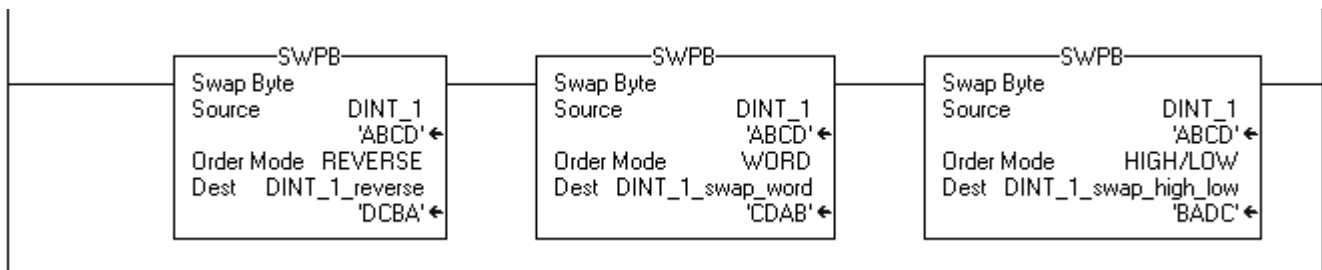 SWPB
Swap Byte
Source DINT_1
'ABCD'
Order Mode REVERSE
Dest DINT_1_reverse
'DCBA'
SWPB
Swap Byte
Source DINT_1
'ABCD'
Order Mode WORD
Dest DINT_1_swap_word
'CDAB'
SWPB
Swap Byte
Source DINT_1
'ABCD'
Order Mode HIGH/LOW
Dest DINT_1_swap_high_low
'BADC'